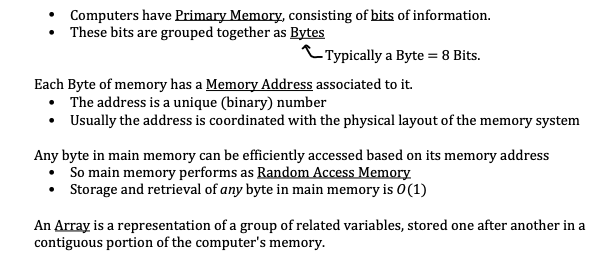 • Computers have Primary Memory, consisting of bits of information.
• These bits are grouped together as Bytes
Typically a Byte = 8 Bits.
Each Byte of memory has a Memory Address associated to it.
• The address is a unique (binary) number
• Usually the address is coordinated with the physical layout of the memory system
Any byte in main memory can be efficiently accessed based on its memory address
• So main memory performs as Random Access Memory
• Storage and retrieval of any byte in main memory is O(1)
An Array is a representation of a group of related variables, stored one after another in a
contiguous portion of the computer's memory.